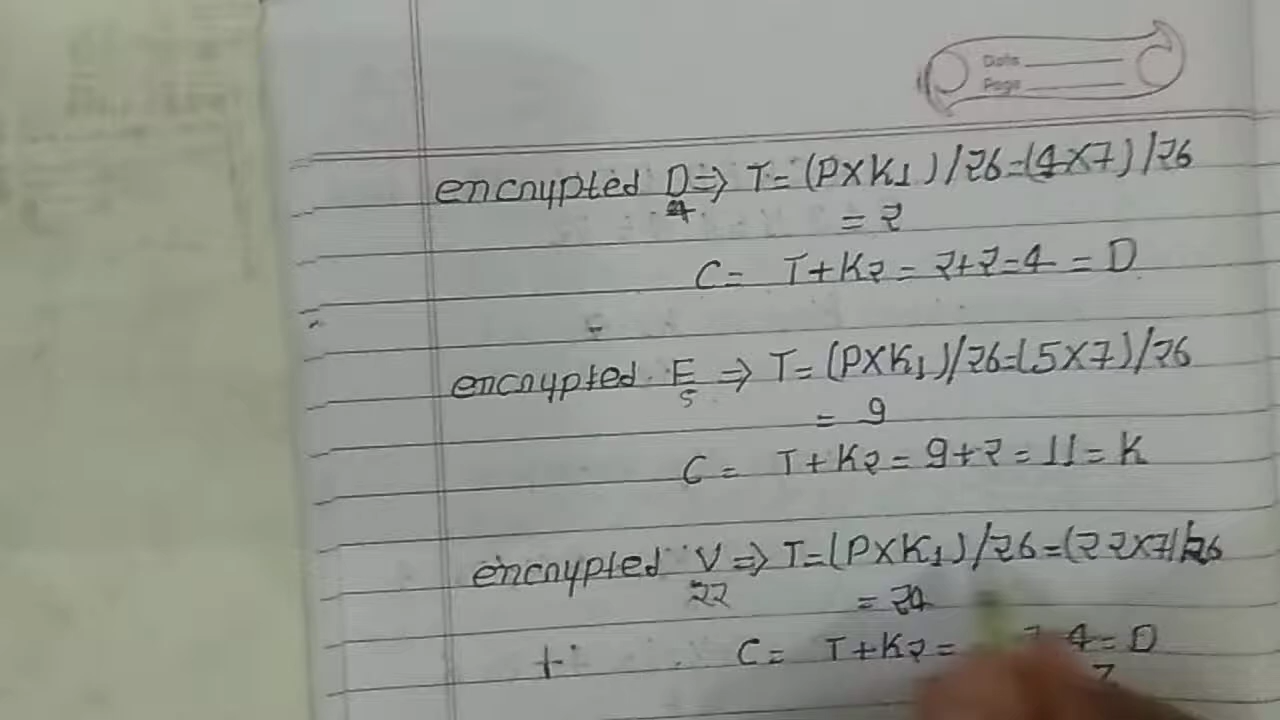 Date
Page
encrypted D => T = (P X K1) / 26 = (4 X 7) / 26
4
= 2
C = T + K2 = 2 + 2 = 4 = D
encrypted E => T = (P X K1) / 26 = (5 X 7) / 26
5
= 9
C = T + K2 = 9 + 2 = 11 = K
encrypted V => T = (P X K1) / 26 = (22 X 7) / 26
22
= 24
C = T + K2 = 4 = D